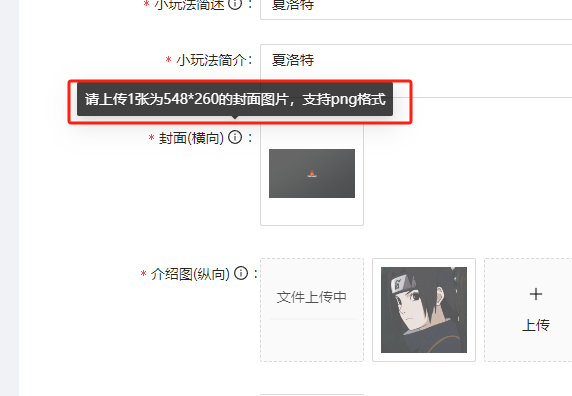 * 小玩法简述 ：
夏洛特
* 小玩法简介：
夏洛特
请上传1张为548*260的封面图片，支持png格式
* 封面(横向) ：
* 介绍图(纵向) ：
文件上传中
+
上传